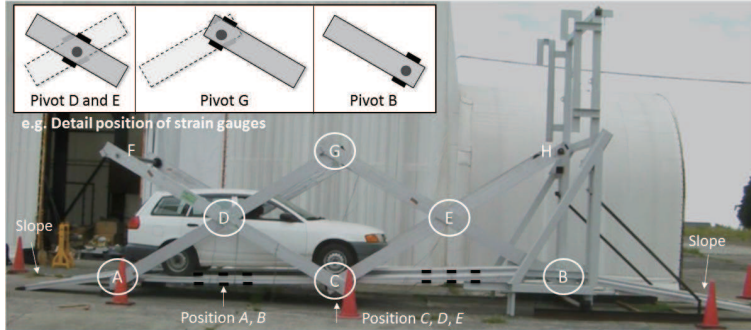 Pivot D and E
Pivot G
Pivot B
e.g. Detail position of strain gauges
F
G
H
D
E
Slope
A
C
B
Slope
Position A, B
Position C, D, E